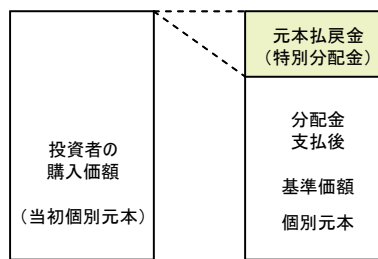 投資者の
購入価額
（当初個別元本）
元本払戻金
（特別分配金）
分配金
支払後
基準価額
個別元本